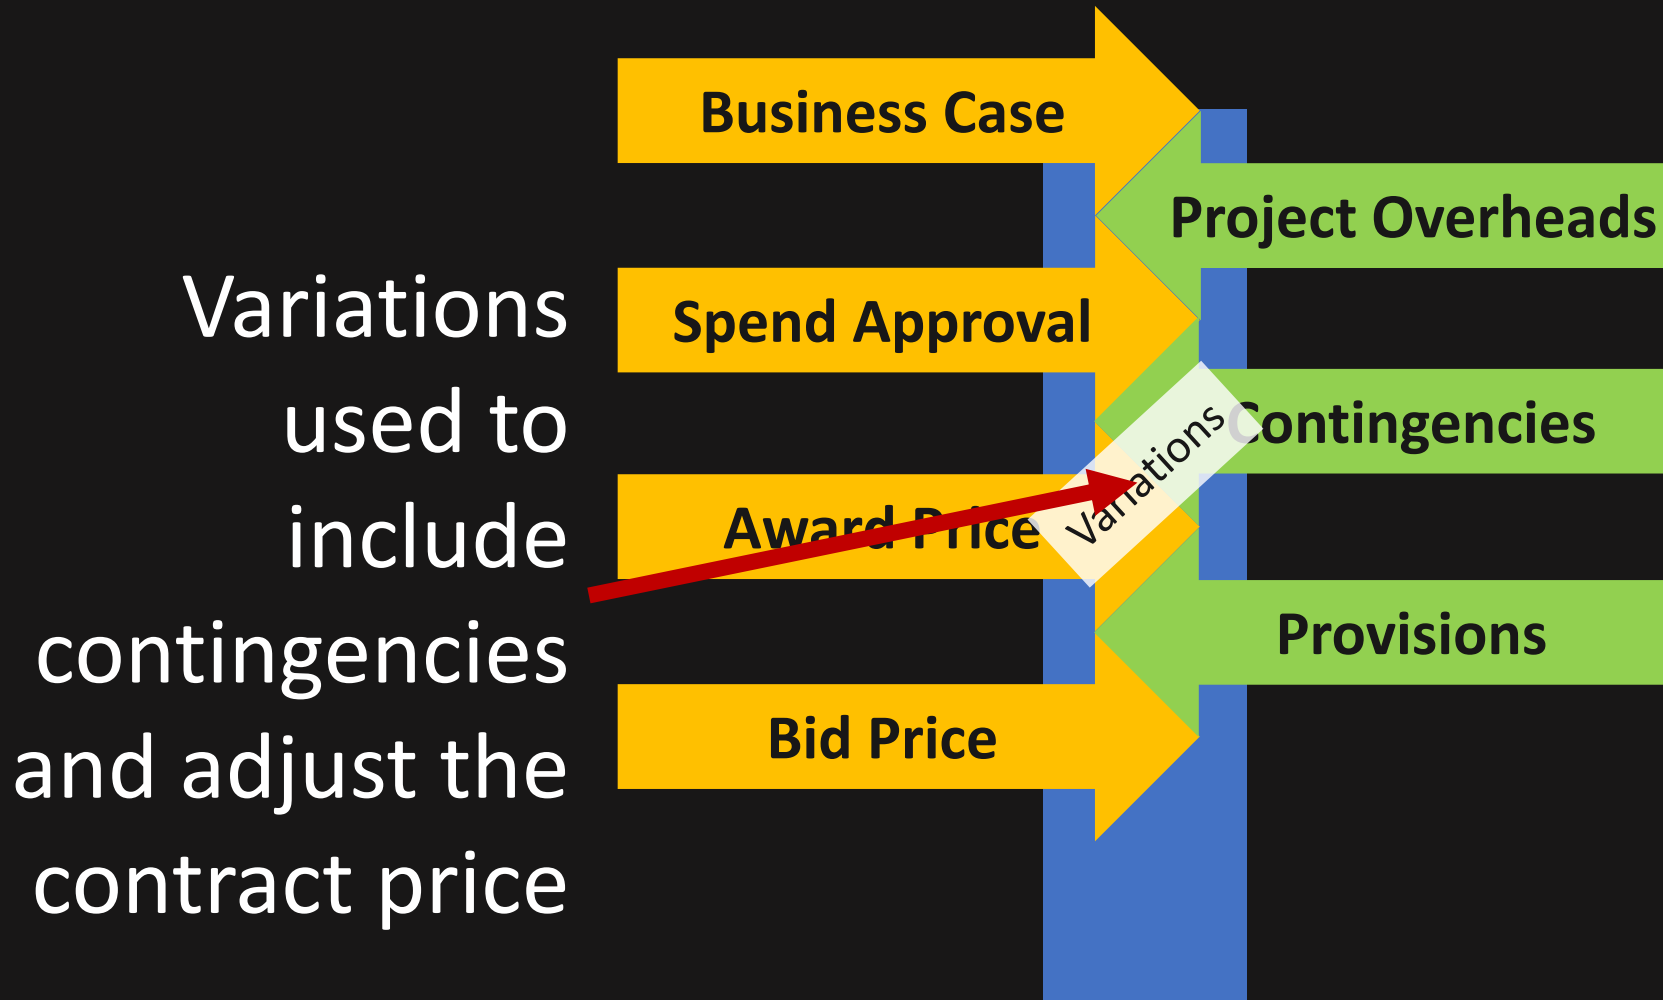 Variations
used to
include
contingencies
and adjust the
contract price
Business Case
Project Overheads
Spend Approval
Contingencies
Variations
Award Price
Provisions
Bid Price